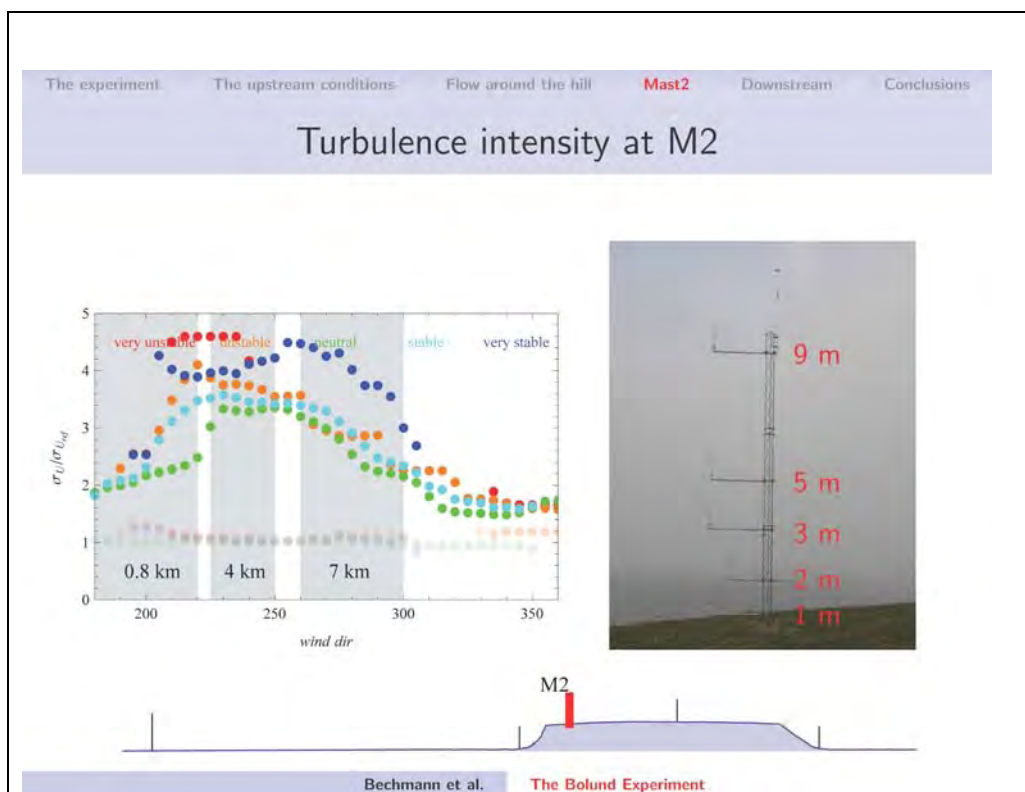 The experiment The upstream conditions Flow around the hill Mast2 Downstream Conclusions
Turbulence intensity at M2
5
4
3
2
1
0
σU/σUref
very unstable unstable neutral stable very stable
0.8 km 4 km 7 km
200 250 300 350
wind dir
9 m
5 m
3 m
2 m
1 m
M2
Bechmann et al. The Bolund Experiment